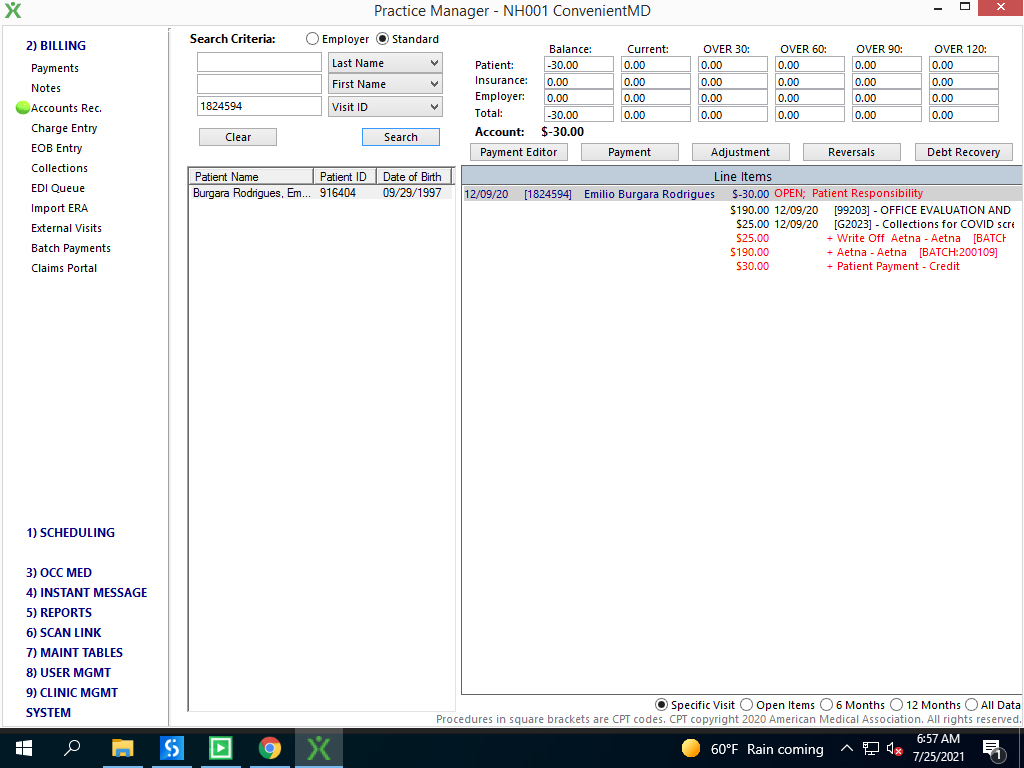 Practice Manager - NH001 ConvenientMD
2) BILLING
Payments
Notes
Accounts Rec.
Charge Entry
EOB Entry
Collections
EDI Queue
Import ERA
External Visits
Batch Payments
Claims Portal
1) SCHEDULING
3) OCC MED
4) INSTANT MESSAGE
5) REPORTS
6) SCAN LINK
7) MAINT TABLES
8) USER MGMT
9) CLINIC MGMT
SYSTEM
Search Criteria: Employer Standard
Last Name
First Name
1824594 Visit ID
Clear Search
Patient Name Patient ID Date of Birth
Burgara Rodrigues, Em... 916404 09/29/1997
Balance: Current: OVER 30: OVER 60: OVER 90: OVER 120:
Patient: -30.00 0.00 0.00 0.00 0.00 0.00
Insurance: 0.00 0.00 0.00 0.00 0.00 0.00
Employer: 0.00 0.00 0.00 0.00 0.00 0.00
Total: -30.00 0.00 0.00 0.00 0.00 0.00
Account: $-30.00
Payment Editor Payment Adjustment Reversals Debt Recovery
Line Items
12/09/20 [1824594] Emilio Burgara Rodrigues $-30.00 OPEN; Patient Responsibility
$190.00 12/09/20 [99203] - OFFICE EVALUATION AND
$25.00 12/09/20 [G2023] - Collections for COVID scre
$25.00 + Write Off Aetna - Aetna [BATCH
$190.00 + Aetna - Aetna [BATCH:200109]
$30.00 + Patient Payment - Credit
Specific Visit Open Items 6 Months 12 Months All Data
Procedures in square brackets are CPT codes. CPT copyright 2020 American Medical Association. All rights reserved.
60°F Rain coming
6:57 AM
7/25/2021
1